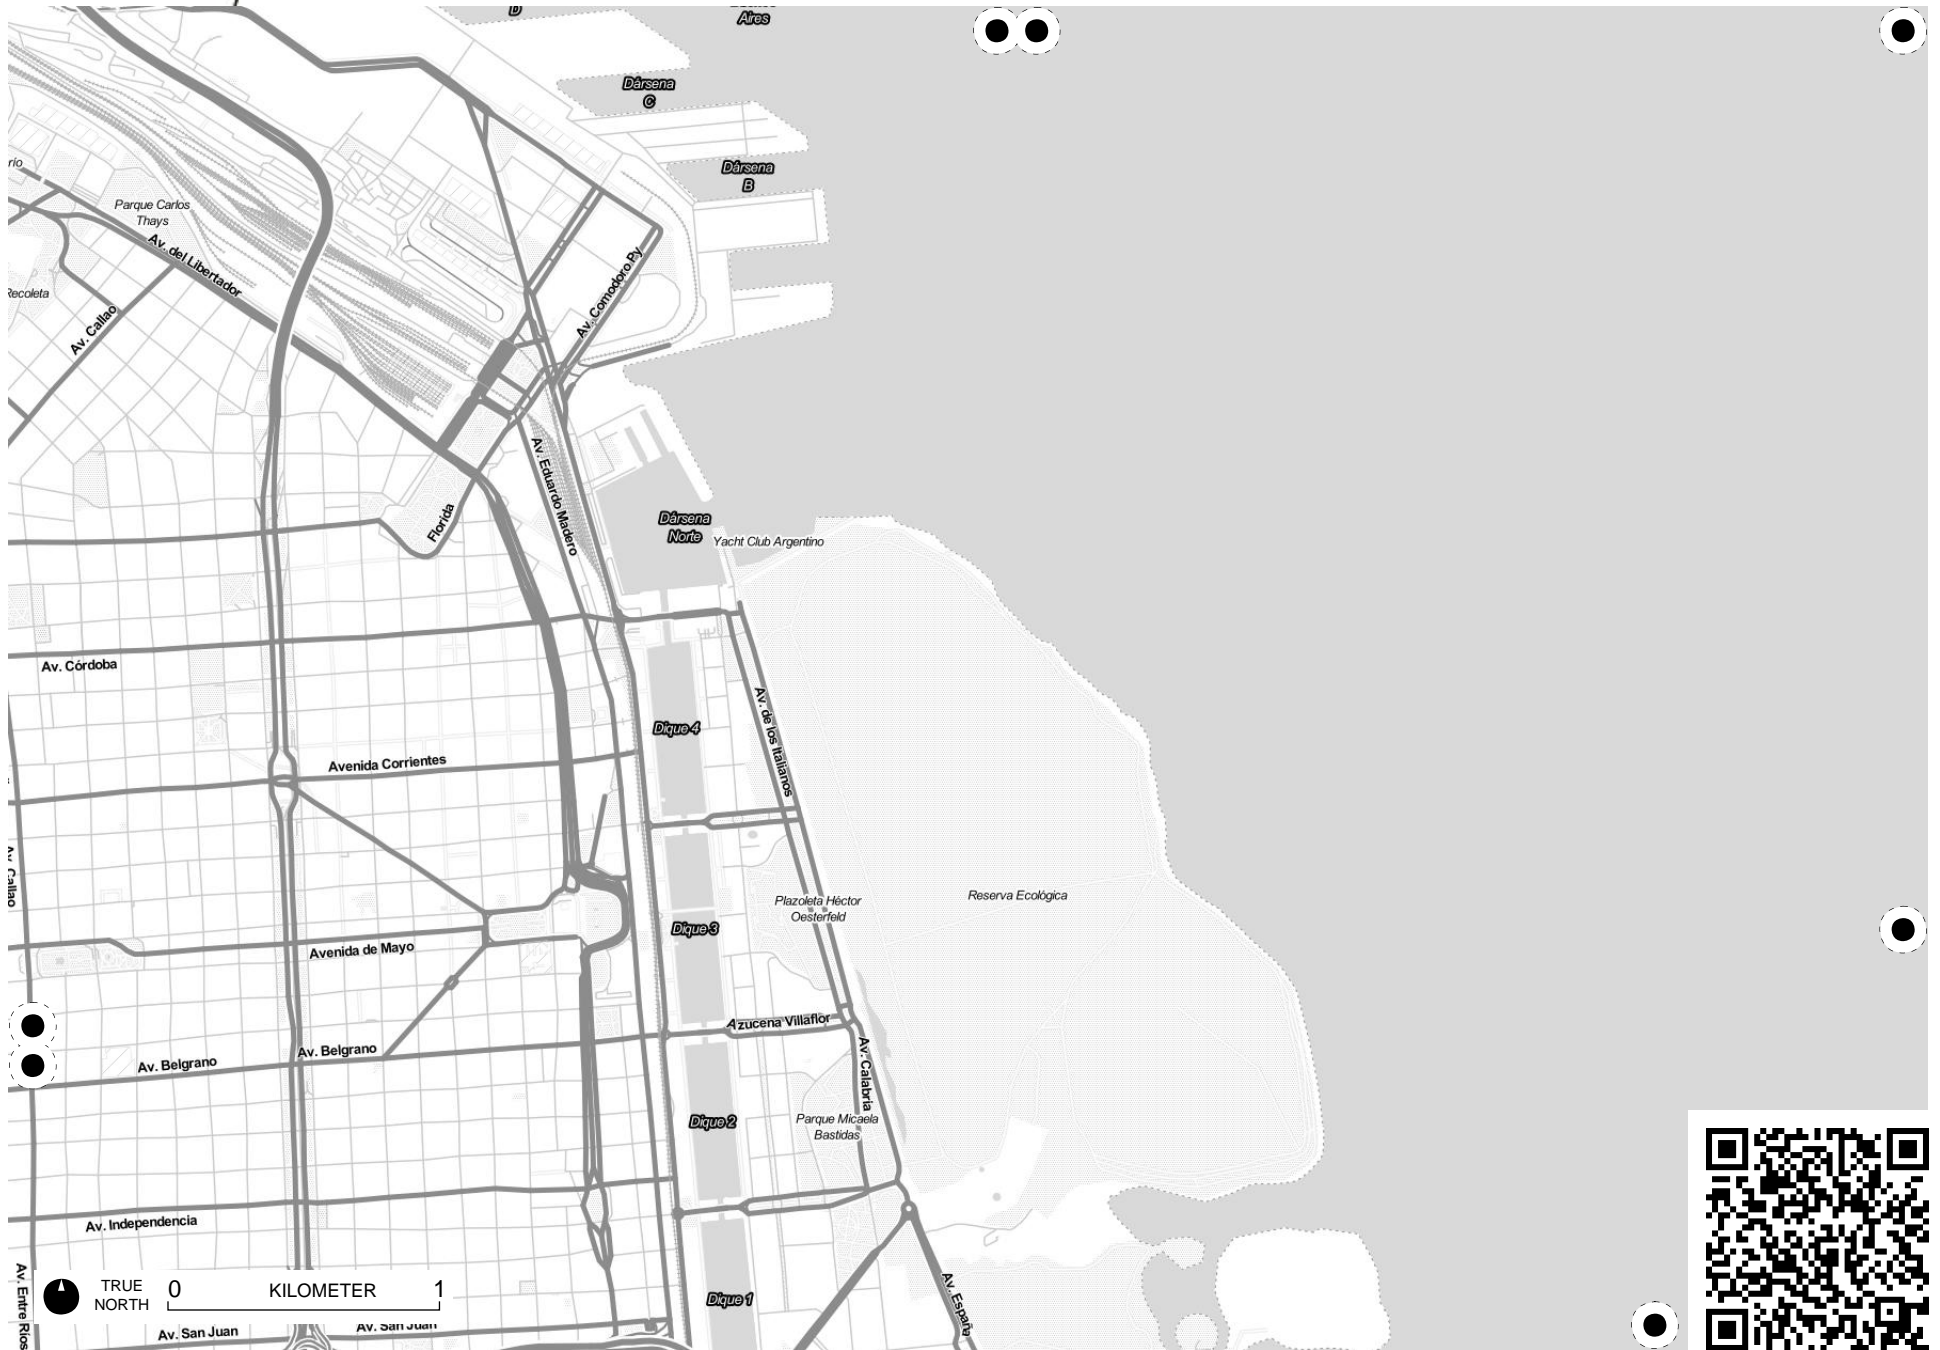 D
Aires
Dársena
C
Dársena
B
río
Parque Carlos
Thays
Av. del Libertador
Recoleta
Av. Callao
Av. Comodoro Py
Av. Eduardo Madero
Florida
Dársena
Norte
Yacht Club Argentino
Av. Córdoba
Dique 4
Av. de los Italianos
Avenida Corrientes
Av. Callao
Plazoleta Héctor
Oesterfeld
Reserva Ecológica
Dique 3
Avenida de Mayo
Azucena Villaflor
Av. Belgrano
Av. Belgrano
Av. Calabria
Dique 2
Parque Micaela
Bastidas
Av. Independencia
Av. Entre Ríos
TRUE
NORTH
0
KILOMETER
1
Dique 1
Av. España
Av. San Juan
Av. San Juan